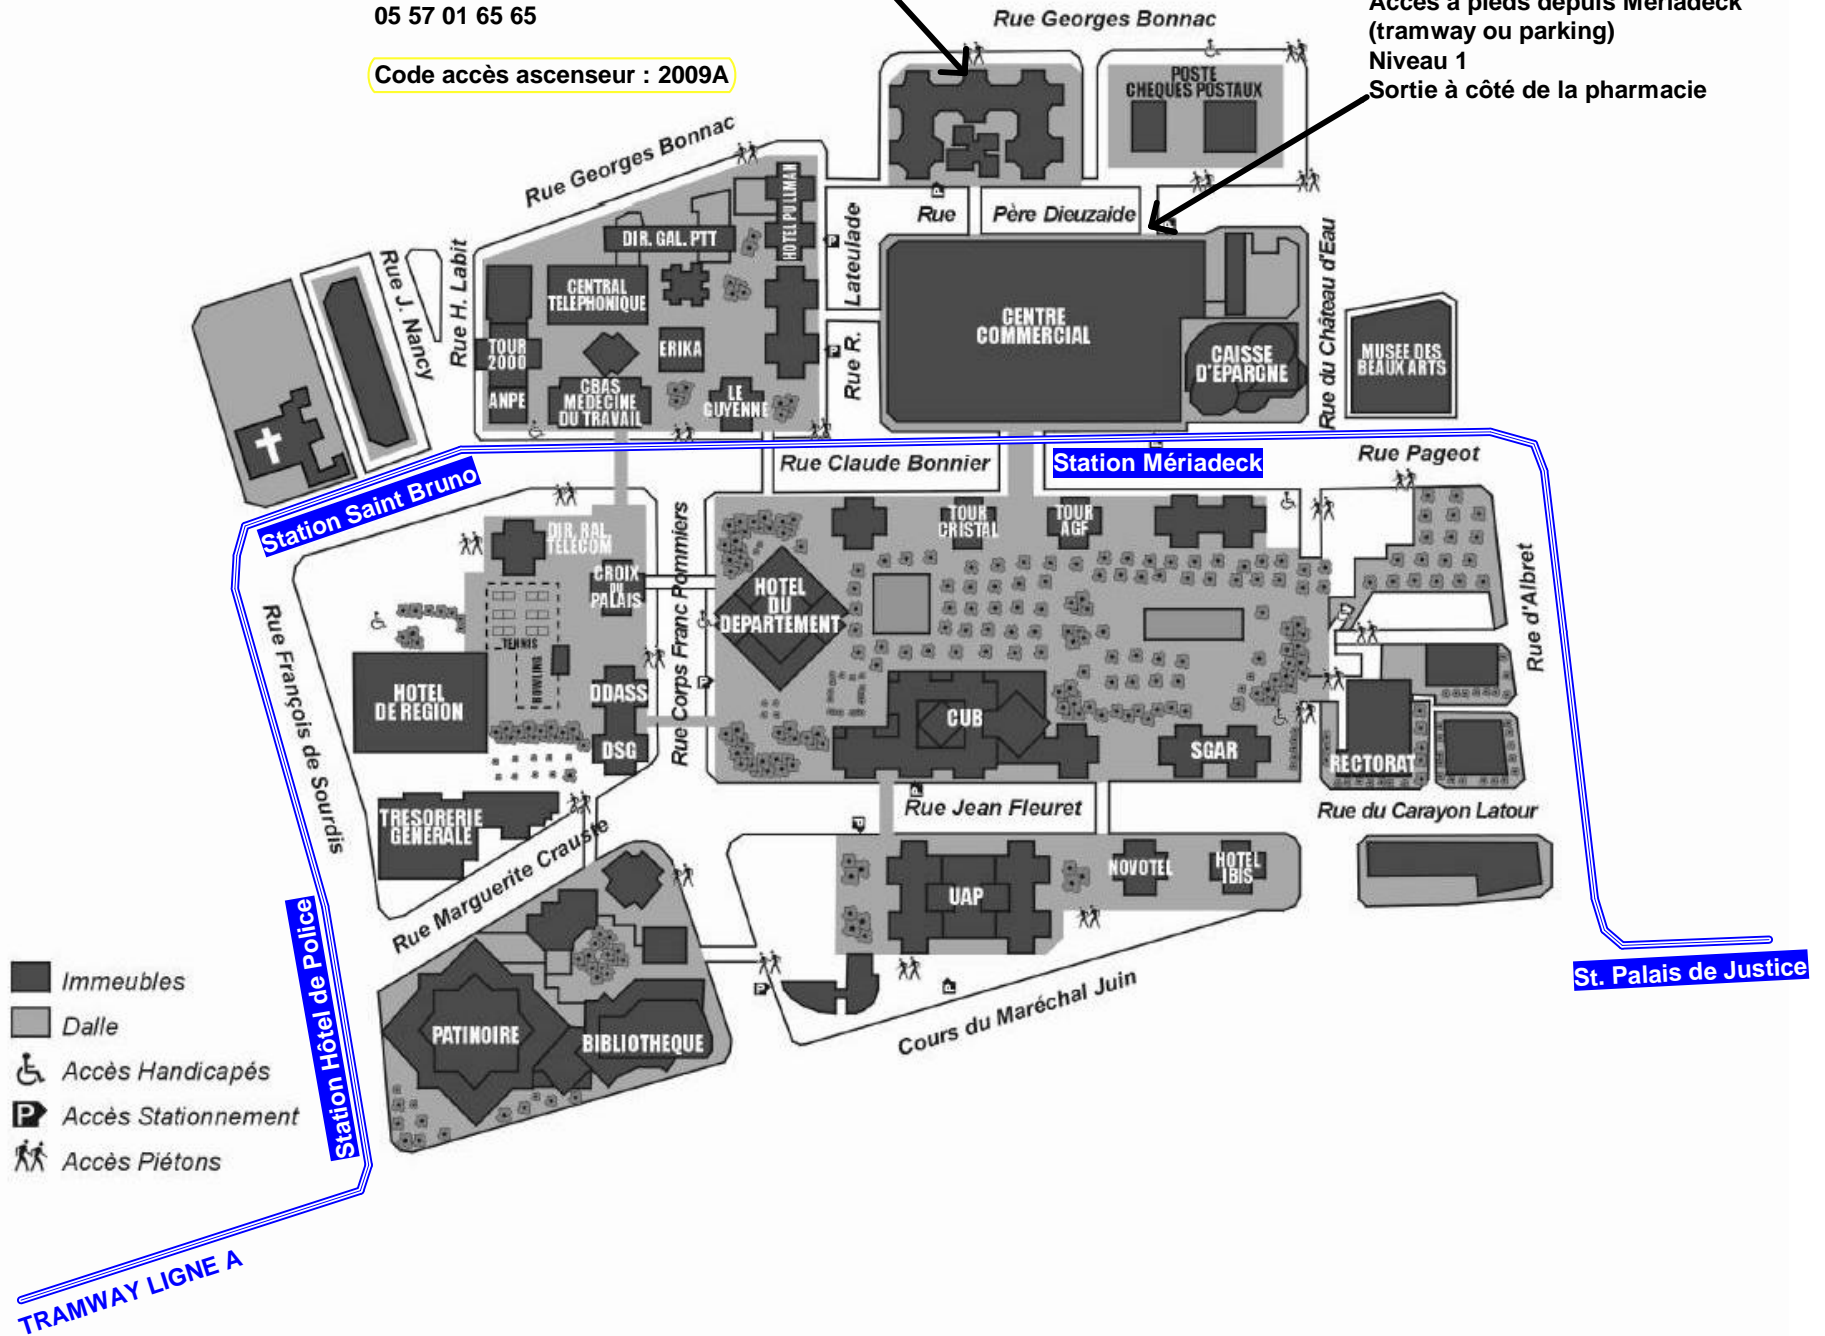 05 57 01 65 65
Code accès ascenseur : 2009A
Accès à pieds depuis Mériadeck
(tramway ou parking)
Niveau 1
Sortie à côté de la pharmacie
Rue Georges Bonnac
POSTE
CHEQUES POSTAUX
Rue Georges Bonnac
HOTEL PULLMAN
DIR. GAL. PTT
Rue Père Dieuzaide
Rue J. Nancy
Rue H. Labit
CENTRAL
TELEPHONIQUE
Rue R. Lateulade
CENTRE
COMMERCIAL
Rue du Château d'Eau
TOUR
2000
ERIKA
CAISSE
D'ÉPARGNE
MUSEE DES
BEAUX ARTS
ANPE
CBAS
MEDECINE
DU TRAVAIL
LE
GUYENNE
Rue Claude Bonnier
Station Mériadeck
Rue Pageot
Station Saint Bruno
DIR. RAL.
TELECOM
TOUR
CRISTAL
TOUR
AGF
CROIX
DU
PALAIS
Rue Corps Franc Pommiers
HOTEL
DU
DEPARTEMENT
Rue d'Albret
Rue François de Sourdis
TENNIS
BOWLING
HOTEL
DE REGION
DDASS
DSG
CUB
SGAR
RECTORAT
TRESORERIE
GENERALE
Rue Jean Fleuret
Rue du Carayon Latour
Rue Marguerite Crauste
UAP
NOVOTEL
HOTEL
IBIS
Station Hôtel de Police
St. Palais de Justice
Cours du Maréchal Juin
PATINOIRE
BIBLIOTHEQUE
Immeubles
Dalle
Accès Handicapés
P Accès Stationnement
Accès Piétons
TRAMWAY LIGNE A